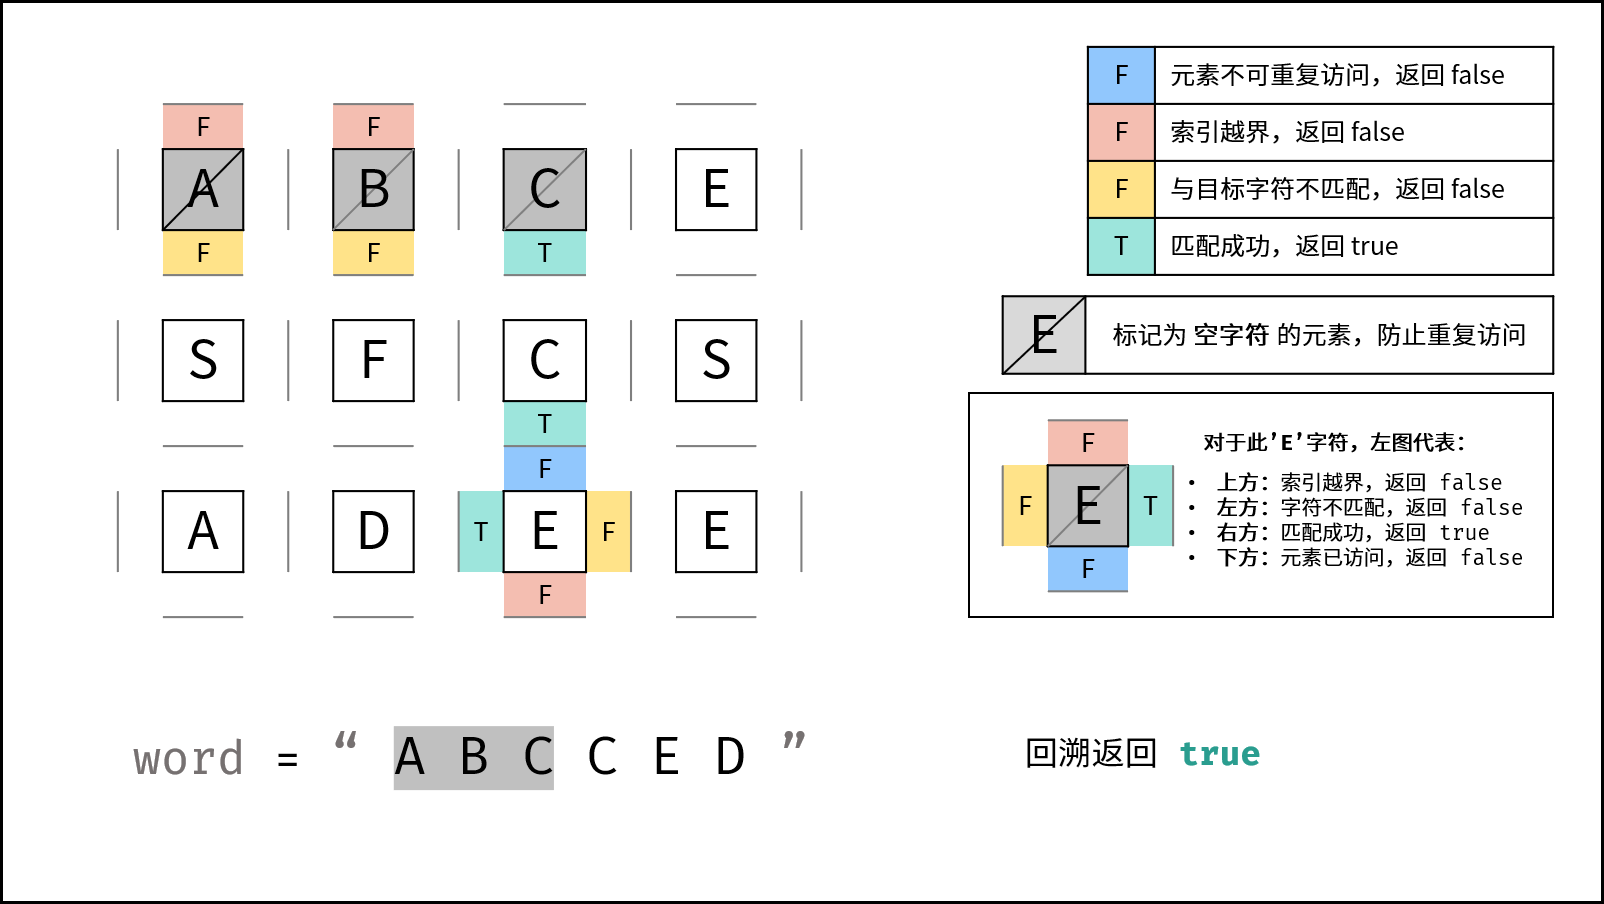 F F
A B C E
F F T
S F C S
T
F
A D T E F E
F
word = “ A B C C E D ”
F 元素不可重复访问，返回 false
F 索引越界，返回 false
F 与目标字符不匹配，返回 false
T 匹配成功，返回 true
E 标记为 空字符 的元素，防止重复访问
F
F E T
F
对于此'E'字符，左图代表：
• 上方：索引越界，返回 false
• 左方：字符不匹配，返回 false
• 右方：匹配成功，返回 true
• 下方：元素已访问，返回 false
回溯返回 true